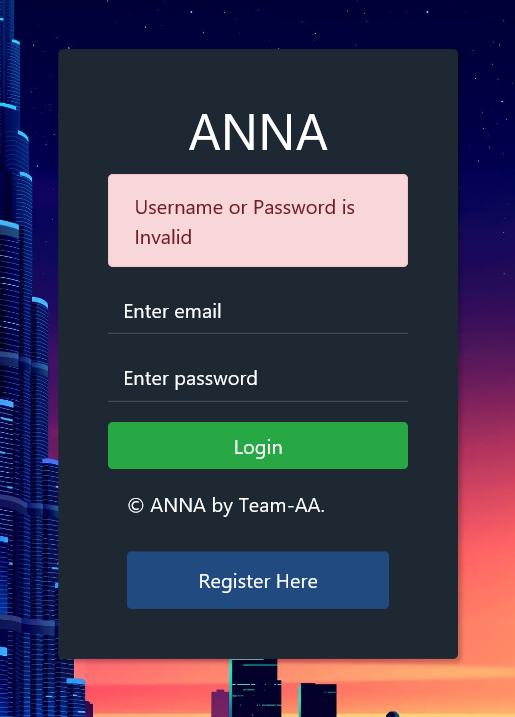 ANNA
Username or Password is
Invalid
Enter email
Enter password
Login
© ANNA by Team-AA.
Register Here